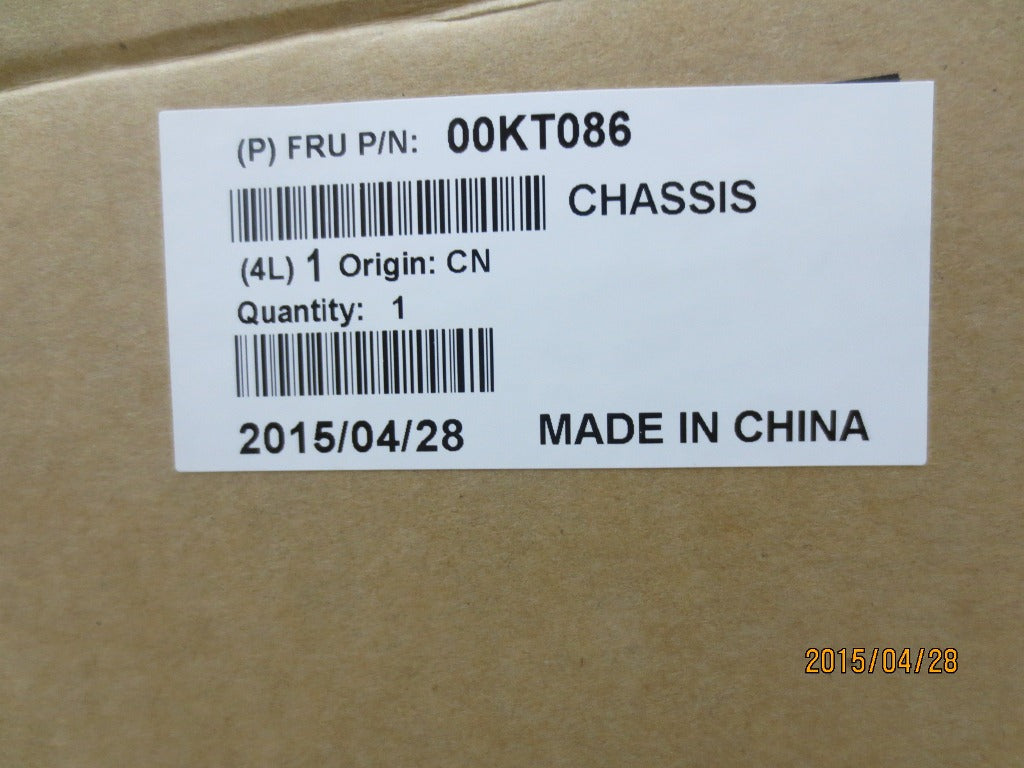 (P) FRU P/N: 00KT086
CHASSIS
(4L) 1 Origin: CN
Quantity: 1
2015/04/28 MADE IN CHINA
2015/04/28